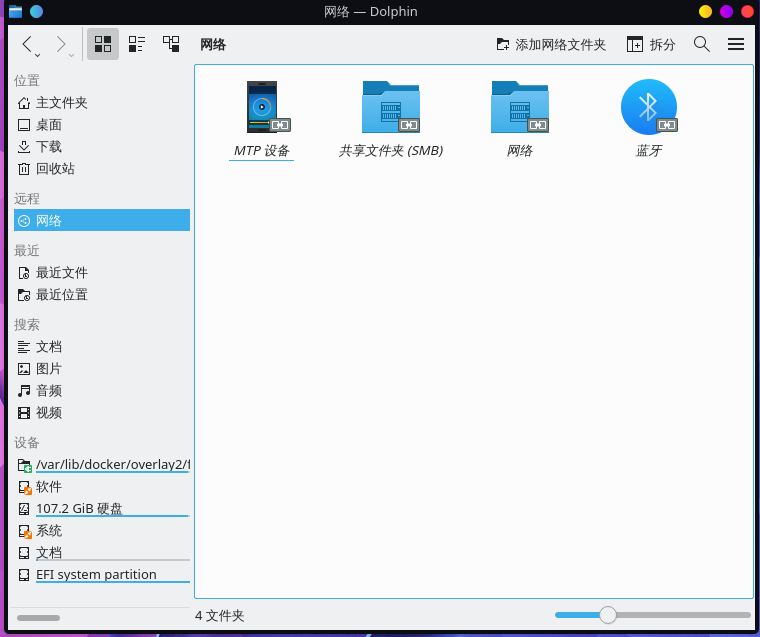 网络 — Dolphin
网络
添加网络文件夹
拆分
位置
主文件夹
桌面
下载
回收站
远程
网络
最近
最近文件
最近位置
搜索
文档
图片
音频
视频
设备
/var/lib/docker/overlay2/f
软件
107.2 GiB 硬盘
系统
文档
EFI system partition
MTP 设备
共享文件夹 (SMB)
网络
蓝牙
4 文件夹